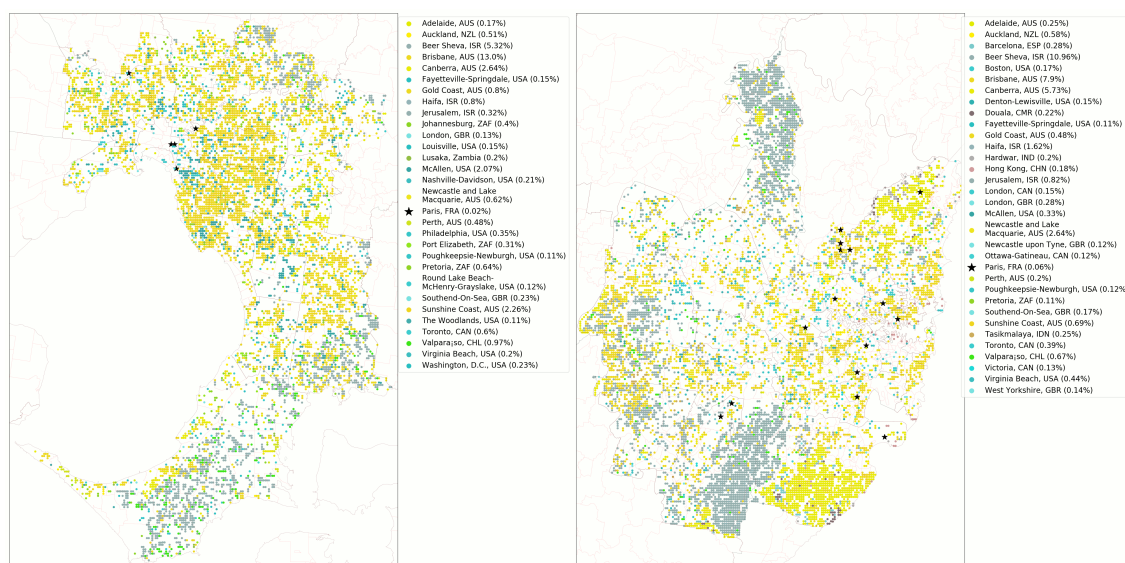 Adelaide, AUS (0.17%)
Auckland, NZL (0.51%)
Beer Sheva, ISR (5.32%)
Brisbane, AUS (13.0%)
Canberra, AUS (2.64%)
Fayetteville-Springdale, USA (0.15%)
Gold Coast, AUS (0.8%)
Haifa, ISR (0.8%)
Jerusalem, ISR (0.32%)
Johannesburg, ZAF (0.4%)
London, GBR (0.13%)
Louisville, USA (0.15%)
Lusaka, Zambia (0.2%)
McAllen, USA (2.07%)
Nashville-Davidson, USA (0.21%)
Newcastle and Lake
Macquarie, AUS (0.62%)
Paris, FRA (0.02%)
Perth, AUS (0.48%)
Philadelphia, USA (0.35%)
Port Elizabeth, ZAF (0.31%)
Poughkeepsie-Newburgh, USA (0.11%)
Pretoria, ZAF (0.64%)
Round Lake Beach-
McHenry-Grayslake, USA (0.12%)
Southend-On-Sea, GBR (0.23%)
Sunshine Coast, AUS (2.26%)
The Woodlands, USA (0.11%)
Toronto, CAN (0.6%)
Valpara¡so, CHL (0.97%)
Virginia Beach, USA (0.2%)
Washington, D.C., USA (0.23%)
Adelaide, AUS (0.25%)
Auckland, NZL (0.58%)
Barcelona, ESP (0.28%)
Beer Sheva, ISR (10.96%)
Boston, USA (0.17%)
Brisbane, AUS (7.9%)
Canberra, AUS (5.73%)
Denton-Lewisville, USA (0.15%)
Douala, CMR (0.22%)
Fayetteville-Springdale, USA (0.11%)
Gold Coast, AUS (0.48%)
Haifa, ISR (1.62%)
Hardwar, IND (0.2%)
Hong Kong, CHN (0.18%)
Jerusalem, ISR (0.82%)
London, CAN (0.15%)
London, GBR (0.28%)
McAllen, USA (0.33%)
Newcastle and Lake
Macquarie, AUS (2.64%)
Newcastle upon Tyne, GBR (0.12%)
Ottawa-Gatineau, CAN (0.12%)
Paris, FRA (0.06%)
Perth, AUS (0.2%)
Poughkeepsie-Newburgh, USA (0.12%)
Pretoria, ZAF (0.11%)
Southend-On-Sea, GBR (0.17%)
Sunshine Coast, AUS (0.69%)
Tasikmalaya, IDN (0.25%)
Toronto, CAN (0.39%)
Valpara¡so, CHL (0.67%)
Victoria, CAN (0.13%)
Virginia Beach, USA (0.44%)
West Yorkshire, GBR (0.14%)